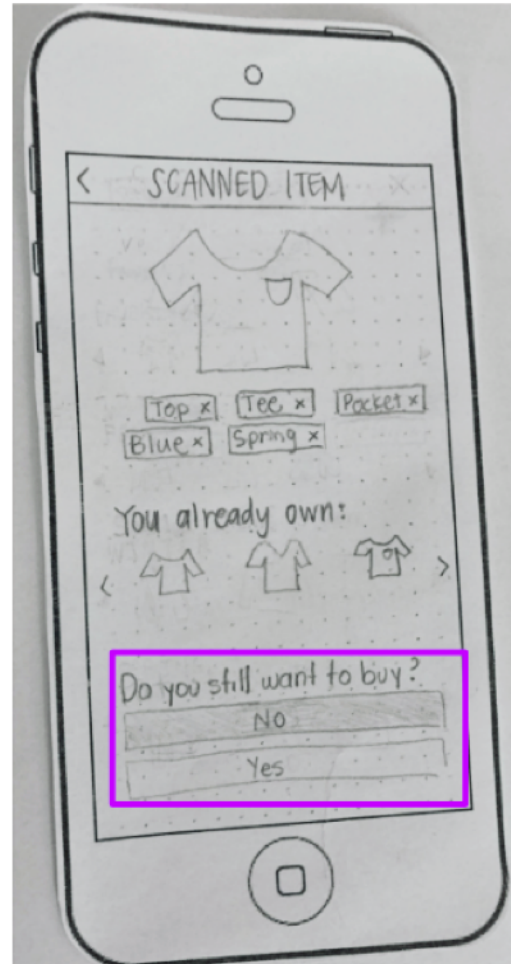 < SCANNED ITEM
Top x Tee x Pocket x
Blue x Spring x
You already own:
< >
Do you still want to buy?
No
Yes